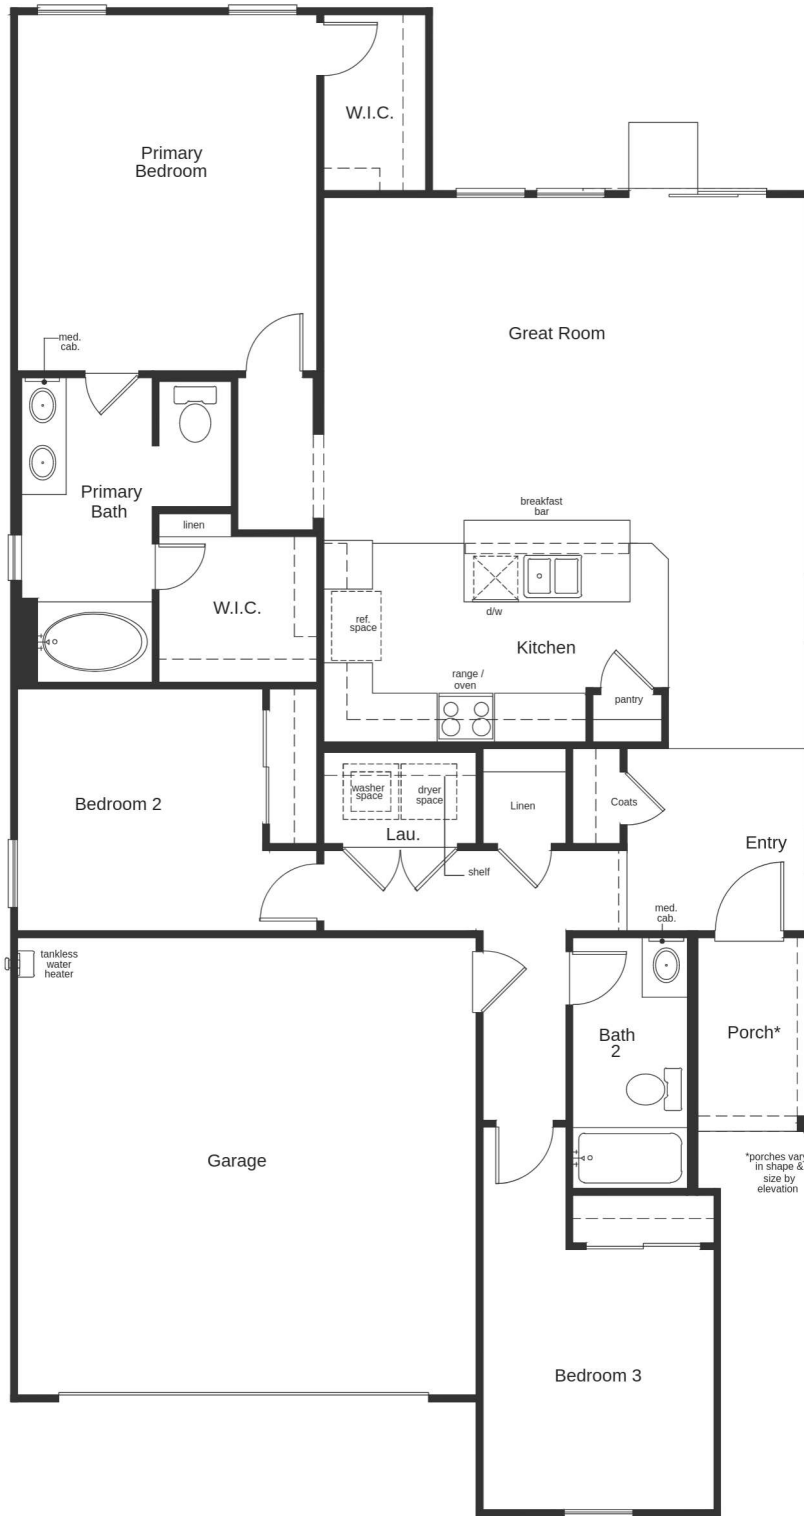 W.I.C.
Primary
Bedroom
Great Room
med.
cab.
Primary
Bath
breakfast
bar
linen
W.I.C.
ref.
space
d/w
Kitchen
range /
oven
pantry
Bedroom 2
washer
space
dryer
space
Linen
Coats
Lau.
Entry
shelf
med.
cab.
tankless
water
heater
Bath
2
Porch*
Garage
*porches vary
in shape &
size by
elevation
Bedroom 3